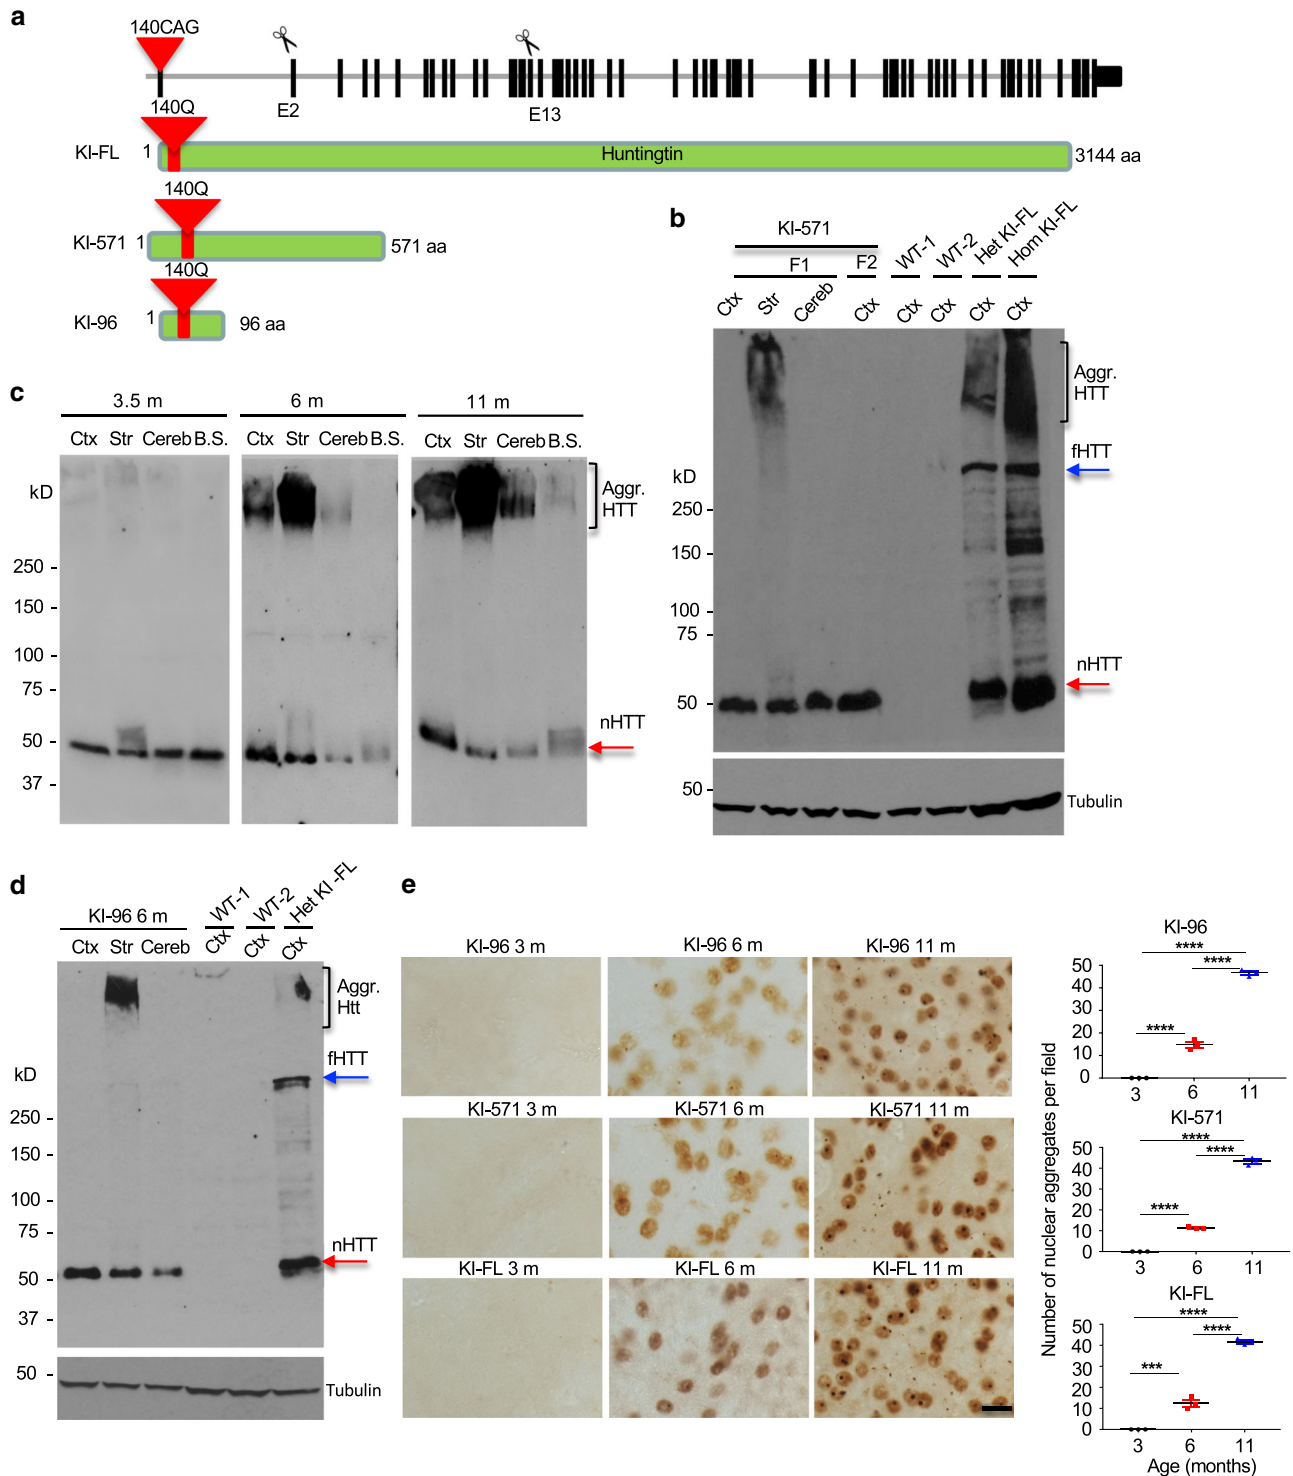 a
140CAG
E2
E13
140Q
KI-FL
1
Huntingtin
3144 aa
140Q
KI-571
1
571 aa
140Q
KI-96
1
96 aa
b
KI-571
F1
F2
WT-1
WT-2
Het KI-FL
Hom KI-FL
Ctx
Str
Cereb
Ctx
Ctx
Ctx
Ctx
Ctx
Aggr.
HTT
fHTT
kD
250
150
100
75
nHTT
50
50
Tubulin
c
3.5 m
6 m
11 m
Ctx Str Cereb B.S.
Ctx Str Cereb B.S.
Ctx Str Cereb B.S.
kD
Aggr.
HTT
250
150
100
75
nHTT
50
37
d
KI-96 6 m
WT-1
WT-2
Het KI-FL
Ctx Str Cereb
Ctx
Ctx
Ctx
Aggr.
Htt
fHTT
kD
250
150
100
75
nHTT
50
37
50
Tubulin
e
KI-96 3 m
KI-96 6 m
KI-96 11 m
KI-571 3 m
KI-571 6 m
KI-571 11 m
KI-FL 3 m
KI-FL 6 m
KI-FL 11 m
Number of nuclear aggregates per field
KI-96
****
****
****
50
40
30
20
10
0
3 6 11
KI-571
****
****
****
50
40
30
20
10
0
3 6 11
KI-FL
****
****
***
50
40
30
20
10
0
3 6 11
Age (months)